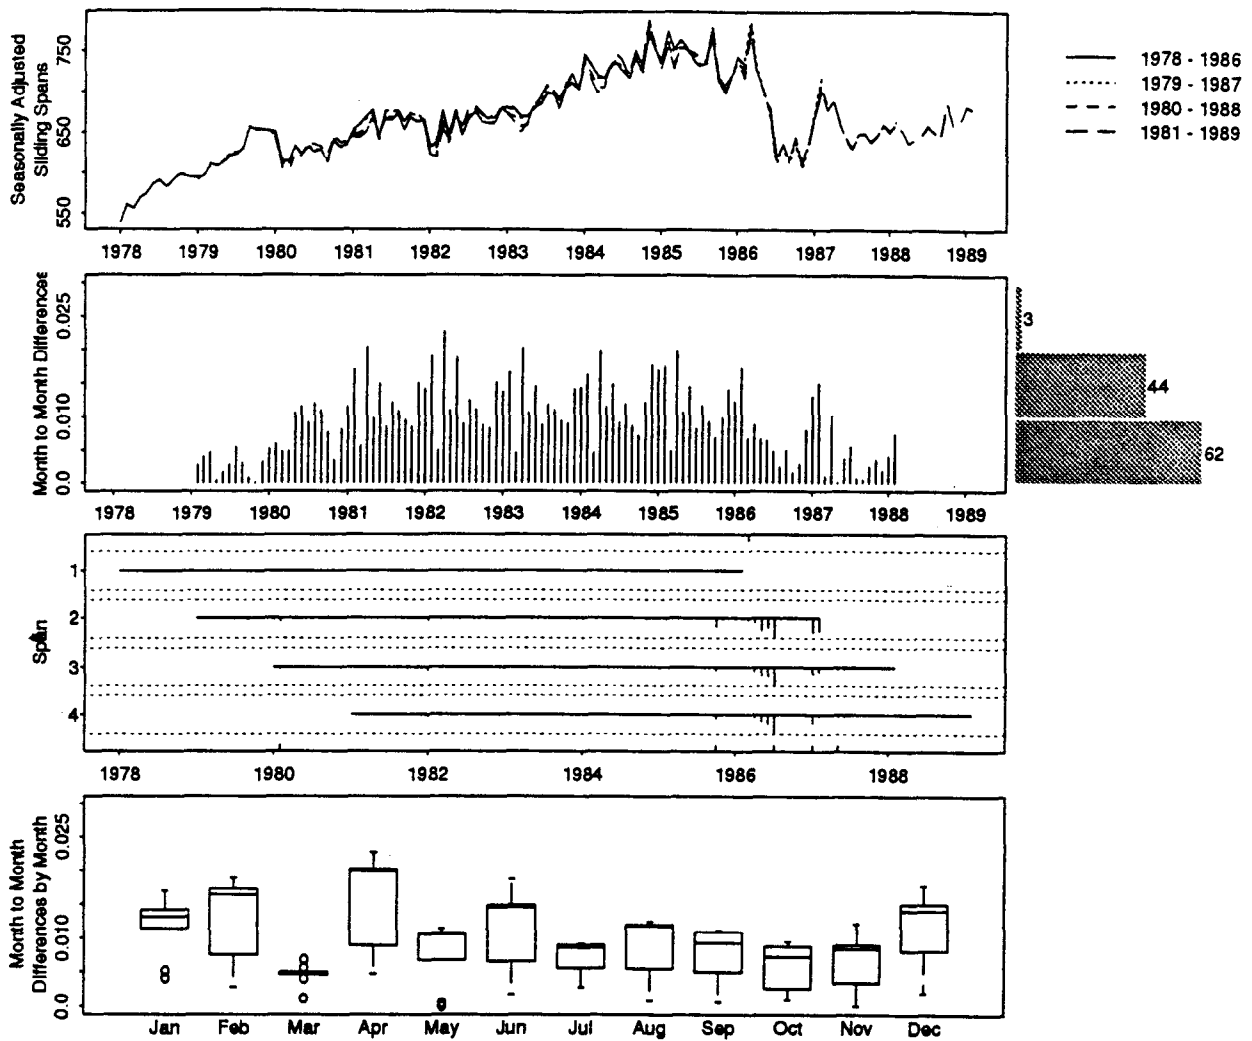 Seasonally Adjusted
Sliding Spans
750
650
550
1978 1979 1980 1981 1982 1983 1984 1985 1986 1987 1988 1989
1978 - 1986
1979 - 1987
1980 - 1988
1981 - 1989
Month to Month Differences
0.025
0.010
0.0
3
44
62
1978 1979 1980 1981 1982 1983 1984 1985 1986 1987 1988 1989
Span
1
2
3
4
1978 1980 1982 1984 1986 1988
Month to Month
Differences by Month
0.025
0.010
0.0
Jan Feb Mar Apr May Jun Jul Aug Sep Oct Nov Dec